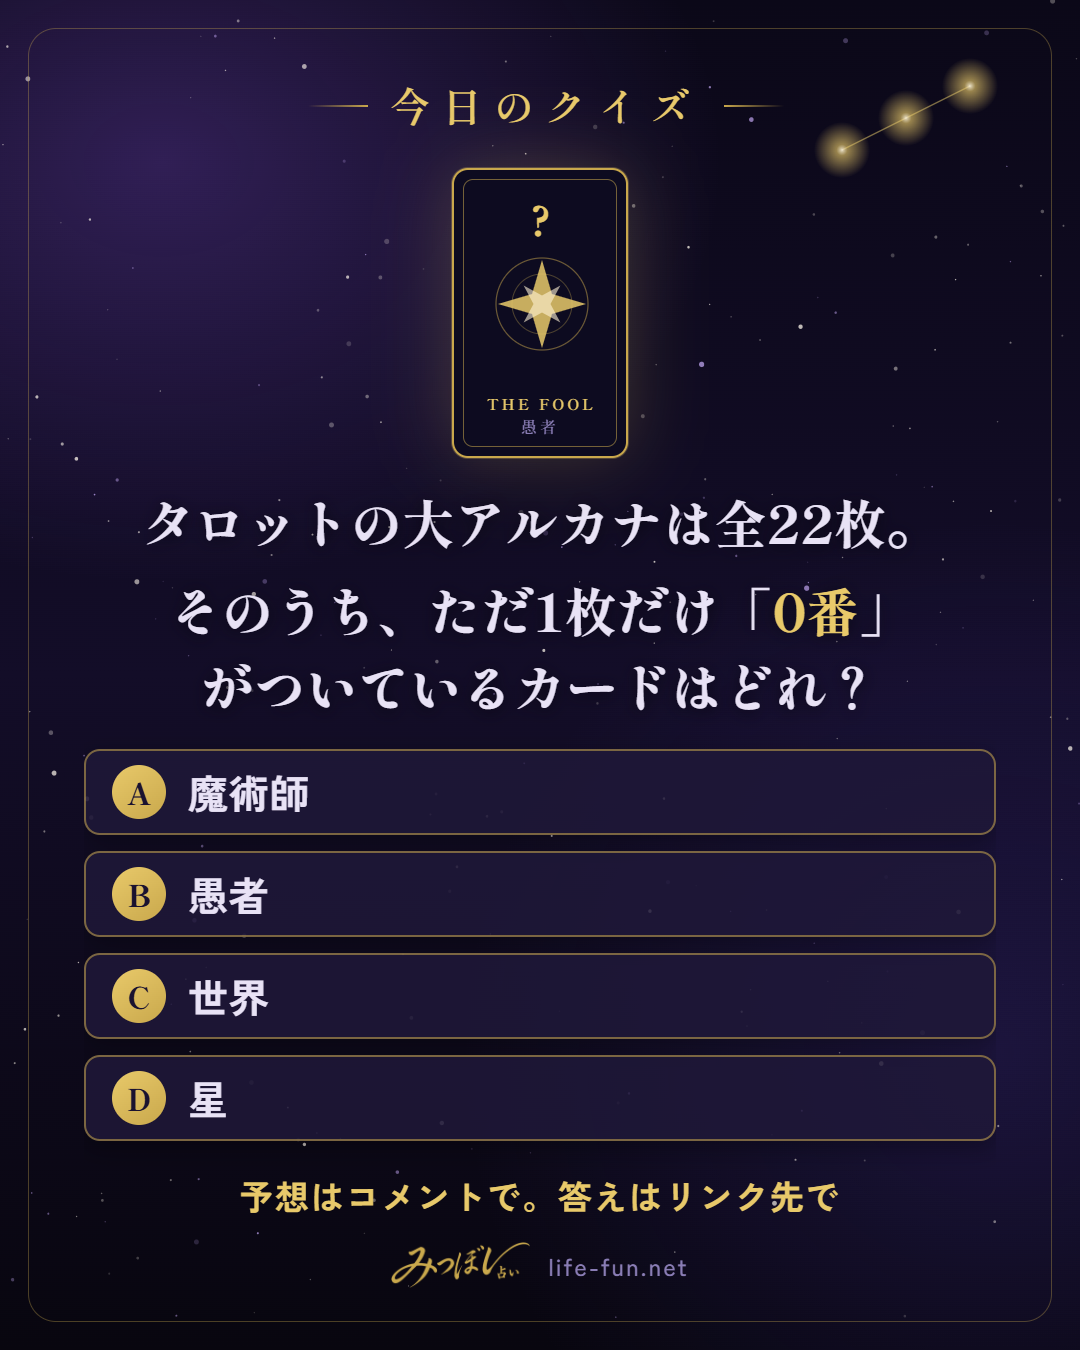 今日のクイズ
?
THE FOOL
愚者
タロットの大アルカナは全22枚。
そのうち、ただ1枚だけ「0番」
がついているカードはどれ？
A 魔術師
B 愚者
C 世界
D 星
予想はコメントで。答えはリンク先で
みつぼし占い life-fun.net